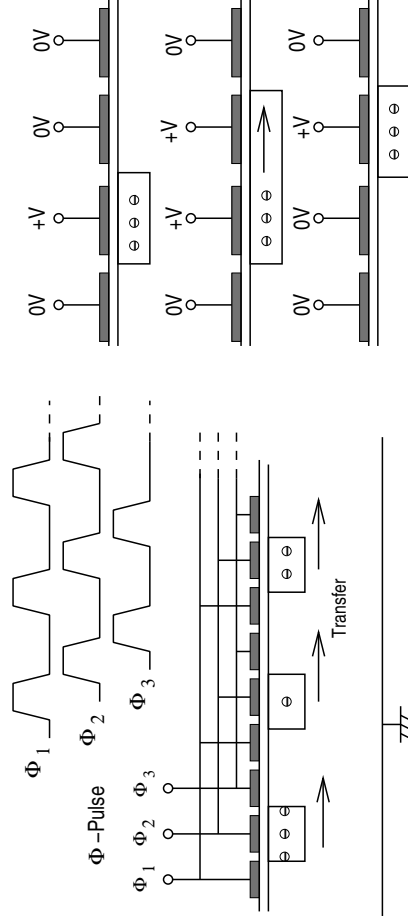 Φ1
Φ2
Φ3
Φ–Pulse
Φ1 Φ2 Φ3
Transfer
0V +V 0V 0V
0V +V +V 0V
0V 0V +V 0V